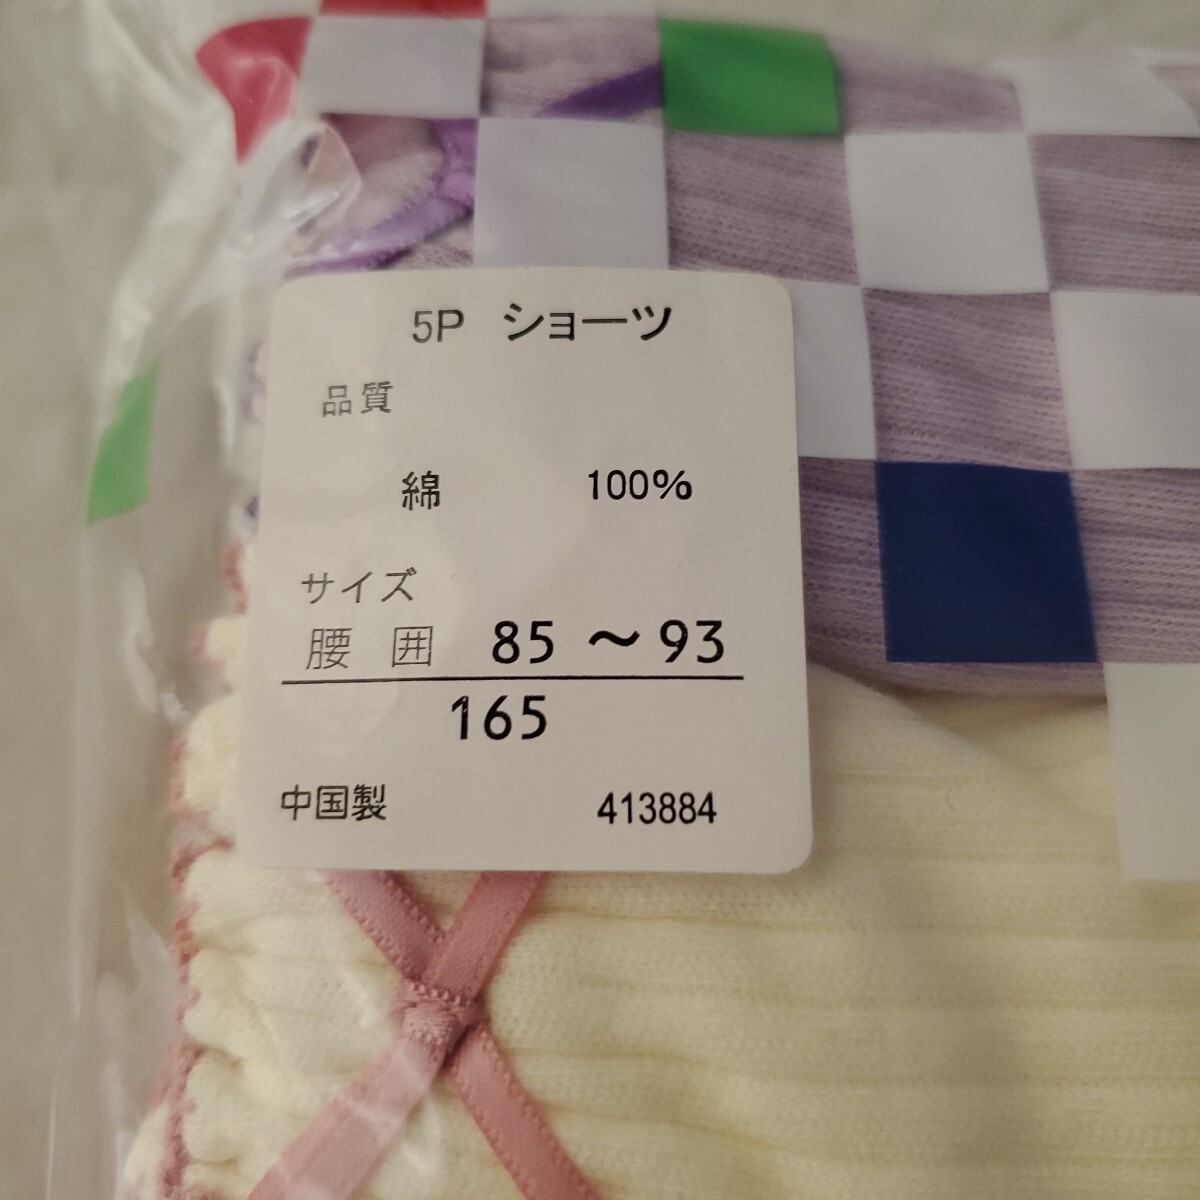 5P ショーツ
品質
綿 100%
サイズ
腰囲 85 ～ 93
165
中国製 413884